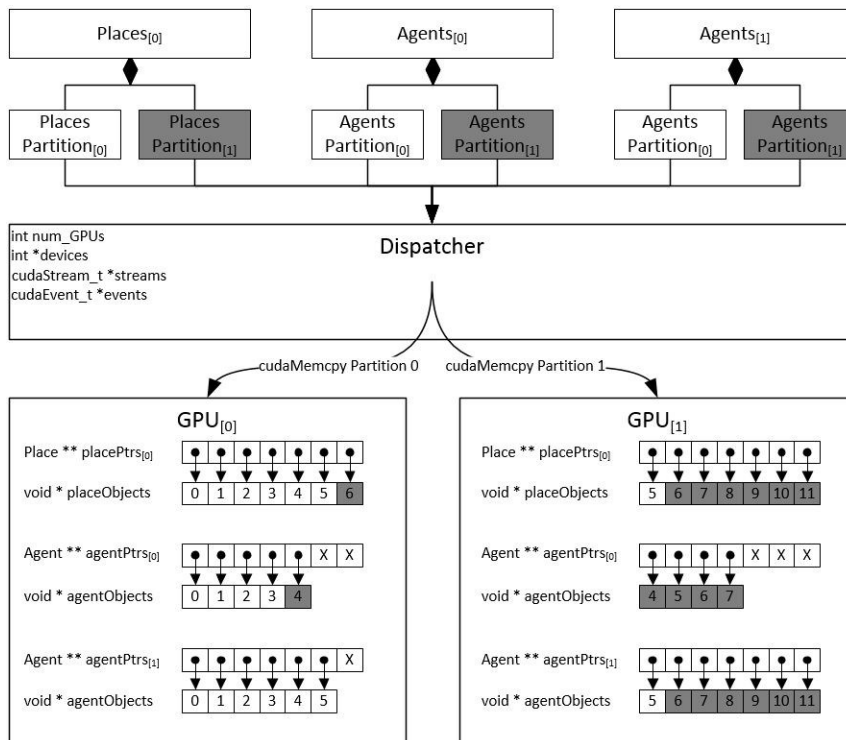 Places[0]
Agents[0]
Agents[1]
Places
Partition[0]
Places
Partition[1]
Agents
Partition[0]
Agents
Partition[1]
Agents
Partition[0]
Agents
Partition[1]
Dispatcher
int num_GPUs
int *devices
cudaStream_t *streams
cudaEvent_t *events
cudaMemcpy Partition 0
cudaMemcpy Partition 1
GPU[0]
Place ** placePtrs[0]
void * placeObjects 0 1 2 3 4 5 6
Agent ** agentPtrs[0] X X
void * agentObjects 0 1 2 3 4
Agent ** agentPtrs[1] X
void * agentObjects 0 1 2 3 4 5
GPU[1]
Place ** placePtrs[0]
void * placeObjects 5 6 7 8 9 10 11
Agent ** agentPtrs[0] X X X
void * agentObjects 4 5 6 7
Agent ** agentPtrs[1]
void * agentObjects 5 6 7 8 9 10 11